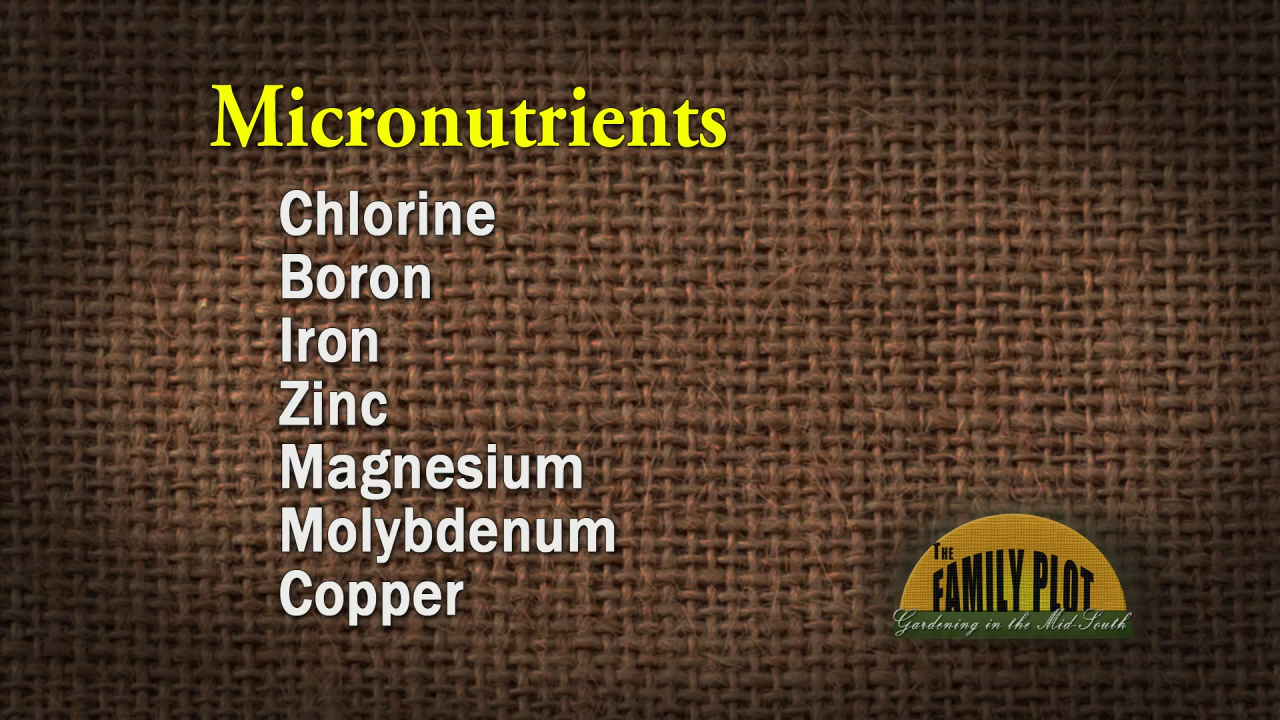 Micronutrients
Chlorine
Boron
Iron
Zinc
Magnesium
Molybdenum
Copper
THE
FAMILY PLOT
Gardening in the Mid-South